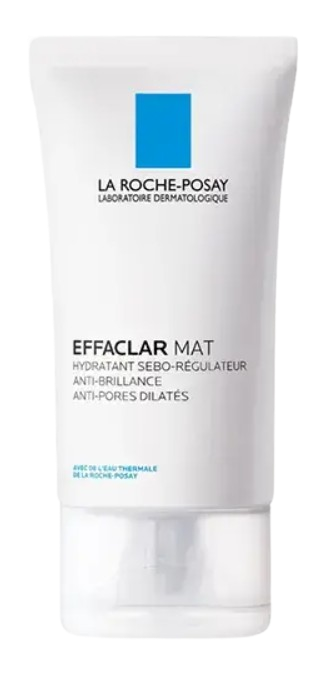 LA ROCHE-POSAY
LABORATOIRE DERMATOLOGIQUE
EFFACLAR MAT
HYDRATANT SEBO-RÉGULATEUR
ANTI-BRILLANCE
ANTI-PORES DILATÉS
AVEC DE L'EAU THERMALE
DE LA ROCHE-POSAY